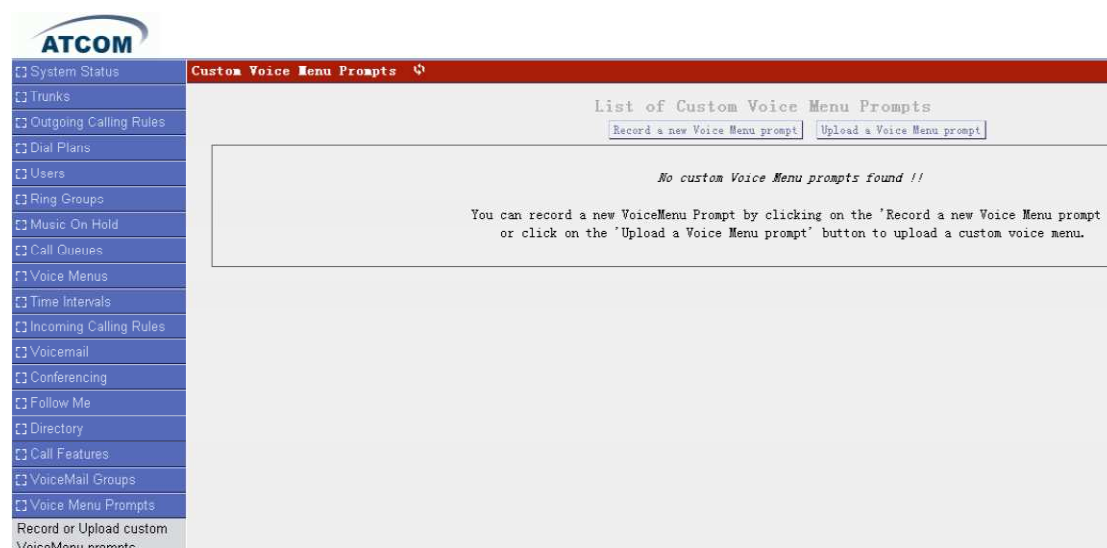 ATCOM
System Status
Trunks
Outgoing Calling Rules
Dial Plans
Users
Ring Groups
Music On Hold
Call Queues
Voice Menus
Time Intervals
Incoming Calling Rules
Voicemail
Conferencing
Follow Me
Directory
Call Features
VoiceMail Groups
Voice Menu Prompts
Record or Upload custom
VoiceMenu prompts
Custom Voice Menu Prompts
List of Custom Voice Menu Prompts
Record a new Voice Menu prompt Upload a Voice Menu prompt
No custom Voice Menu prompts found !!
You can record a new VoiceMenu Prompt by clicking on the 'Record a new Voice Menu prompt
or click on the 'Upload a Voice Menu prompt' button to upload a custom voice menu.